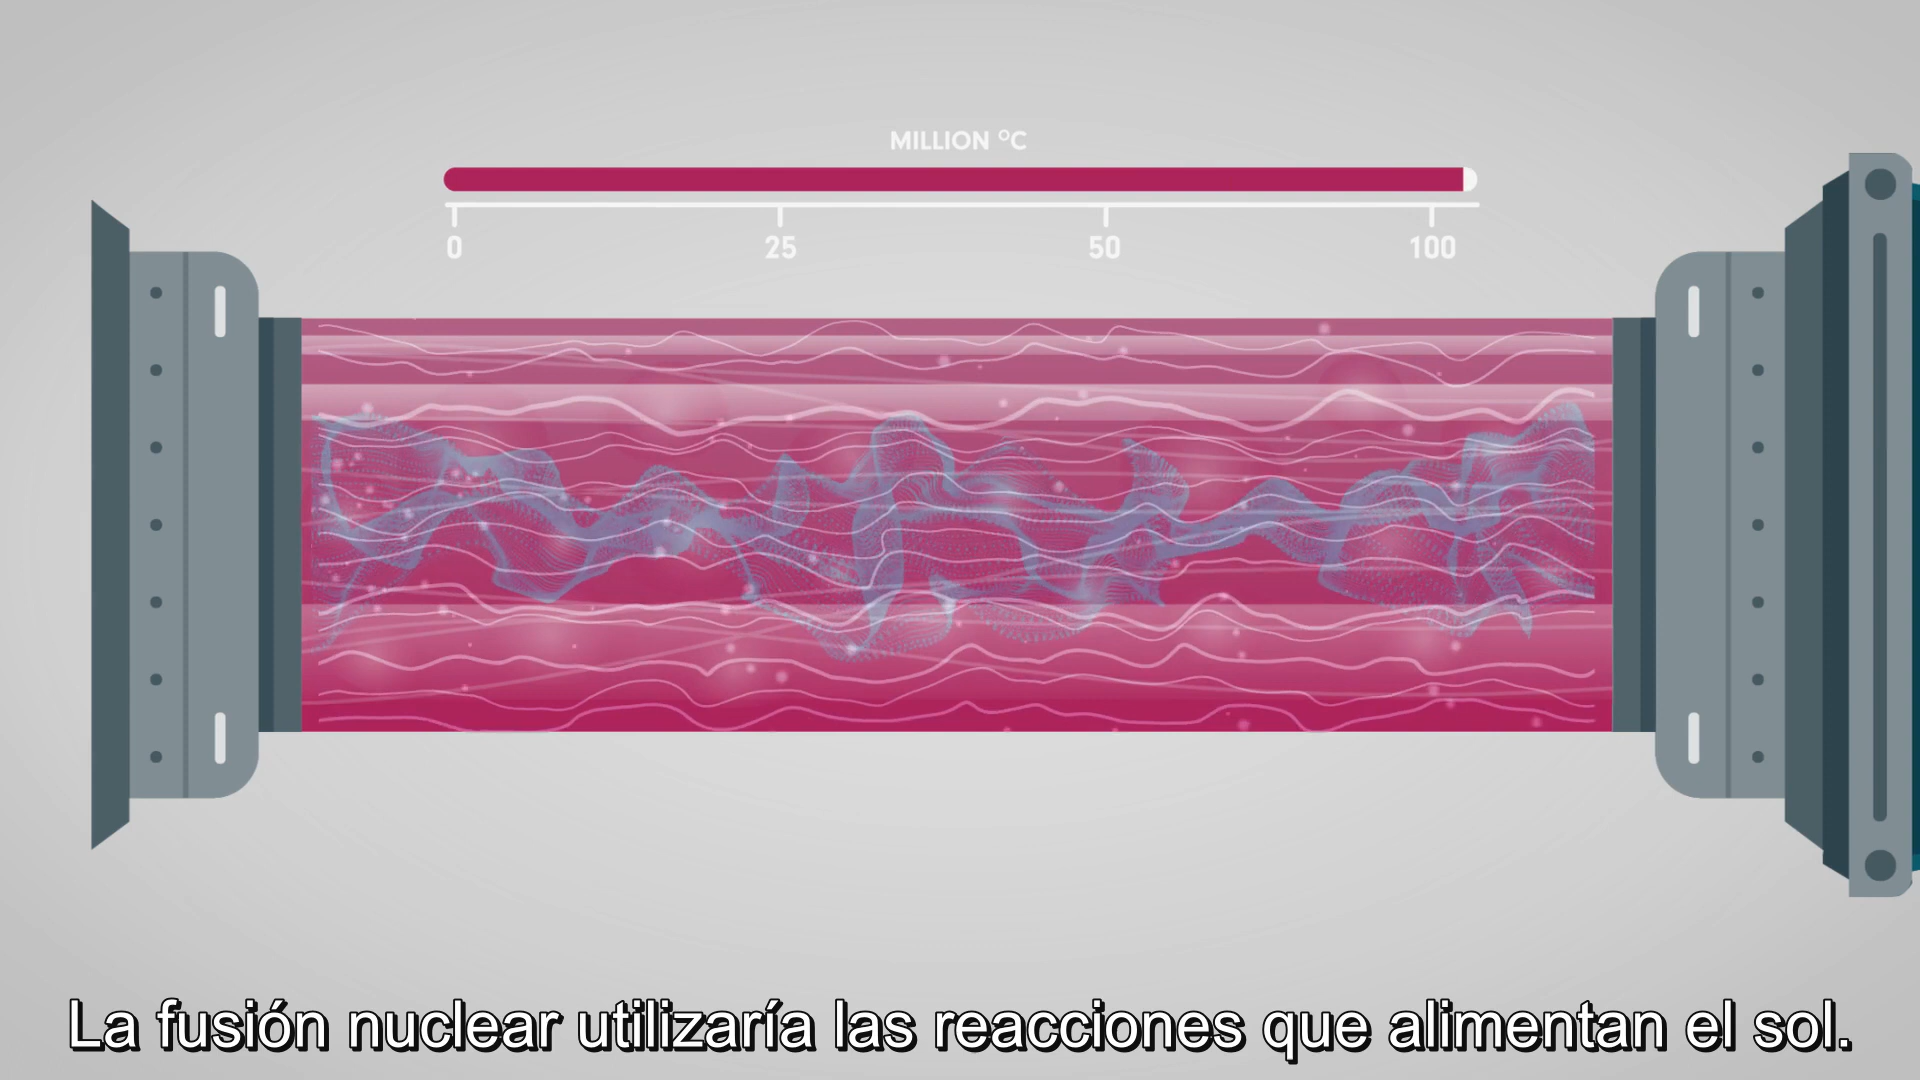 MILLION °C
0 25 50 100
La fusión nuclear utilizaría las reacciones que alimentan el sol.